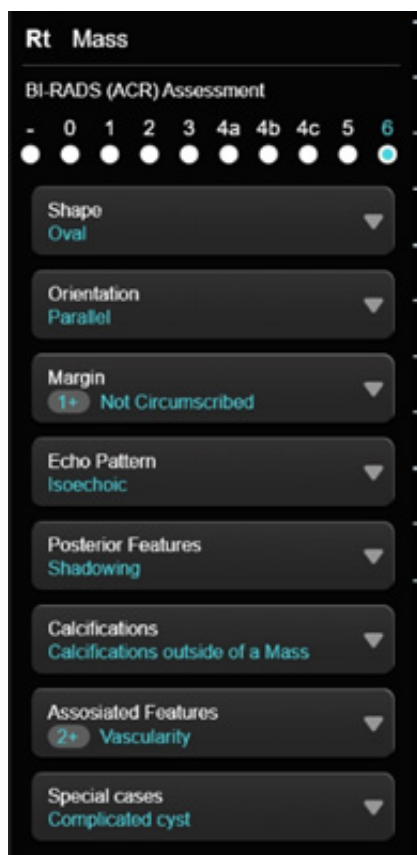 Rt Mass
BI-RADS (ACR) Assessment
- 0 1 2 3 4a 4b 4c 5 6
Shape
Oval
Orientation
Parallel
Margin
1+ Not Circumscribed
Echo Pattern
Isoechoic
Posterior Features
Shadowing
Calcifications
Calcifications outside of a Mass
Assosiated Features
2+ Vascularity
Special cases
Complicated cyst